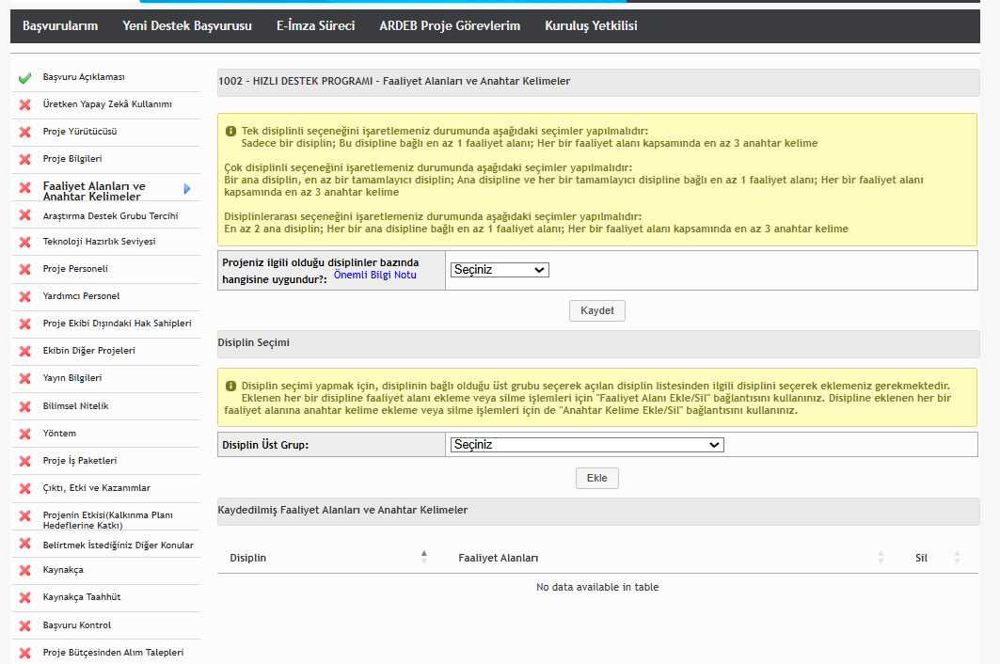 Başvurularım Yeni Destek Başvurusu E-İmza Süreci ARDEB Proje Görevlerim Kuruluş Yetkilisi
Başvuru Açıklaması
Üretken Yapay Zekâ Kullanımı
Proje Yürütücüsü
Proje Bilgileri
Faaliyet Alanları ve
Anahtar Kelimeler
Araştırma Destek Grubu Tercihi
Teknoloji Hazırlık Seviyesi
Proje Personeli
Yardımcı Personel
Proje Ekibi Dışındaki Hak Sahipleri
Ekibin Diğer Projeleri
Yayın Bilgileri
Bilimsel Nitelik
Yöntem
Proje İş Paketleri
Çıktı, Etki ve Kazanımlar
Projenin Etkisi(Kalkınma Planı
Hedeflerine Katkı)
Belirtmek İstediğiniz Diğer Konular
Kaynakça
Kaynakça Taahhüt
Başvuru Kontrol
Proje Bütçesinden Alım Talepleri
1002 - HIZLI DESTEK PROGRAMI - Faaliyet Alanları ve Anahtar Kelimeler
Tek disiplinli seçeneğini işaretlemeniz durumunda aşağıdaki seçimler yapılmalıdır:
Sadece bir disiplin; Bu disipline bağlı en az 1 faaliyet alanı; Her bir faaliyet alanı kapsamında en az 3 anahtar kelime
Çok disiplinli seçeneğini işaretlemeniz durumunda aşağıdaki seçimler yapılmalıdır:
Bir ana disiplin, en az bir tamamlayıcı disiplin; Ana disipline ve her bir tamamlayıcı disipline bağlı en az 1 faaliyet alanı; Her bir faaliyet alanı
kapsamında en az 3 anahtar kelime
Disiplinlerarası seçeneğini işaretlemeniz durumunda aşağıdaki seçimler yapılmalıdır:
En az 2 ana disiplin; Her bir ana disipline bağlı en az 1 faaliyet alanı; Her bir faaliyet alanı kapsamında en az 3 anahtar kelime
Projeniz ilgili olduğu disiplinler bazında
hangisine uygundur?: Önemli Bilgi Notu
Seçiniz
Kaydet
Disiplin Seçimi
Disiplin seçimi yapmak için, disiplinin bağlı olduğu üst grubu seçerek açılan disiplin listesinden ilgili disiplini seçerek eklemeniz gerekmektedir.
Eklenen her bir disipline faaliyet alanı ekleme veya silme işlemleri için "Faaliyet Alanı Ekle/Sil" bağlantısını kullanınız. Disipline eklenen her bir
faaliyet alanına anahtar kelime ekleme veya silme işlemleri için de "Anahtar Kelime Ekle/Sil" bağlantısını kullanınız.
Disiplin Üst Grup: Seçiniz
Ekle
Kaydedilmiş Faaliyet Alanları ve Anahtar Kelimeler
Disiplin Faaliyet Alanları Sil
No data available in table